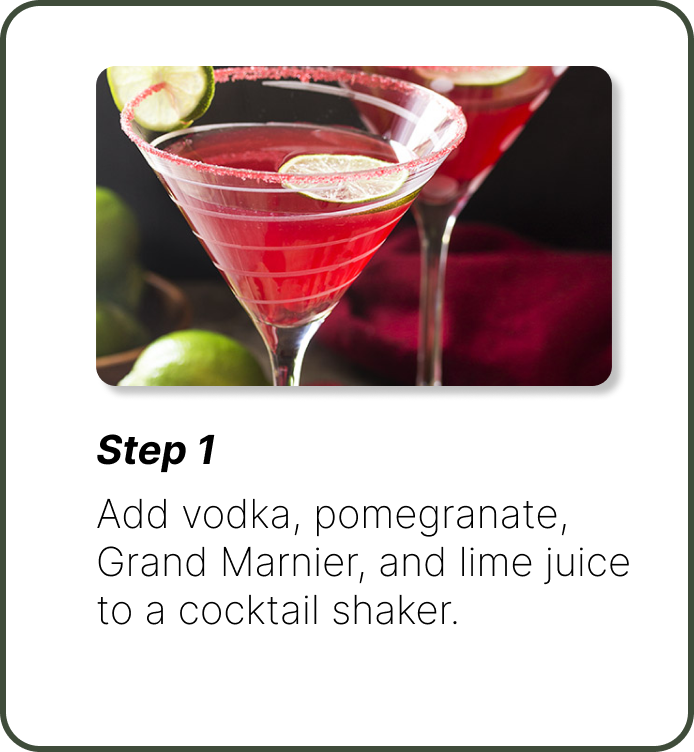 Step 1
Add vodka, pomegranate,
Grand Marnier, and lime juice
to a cocktail shaker.